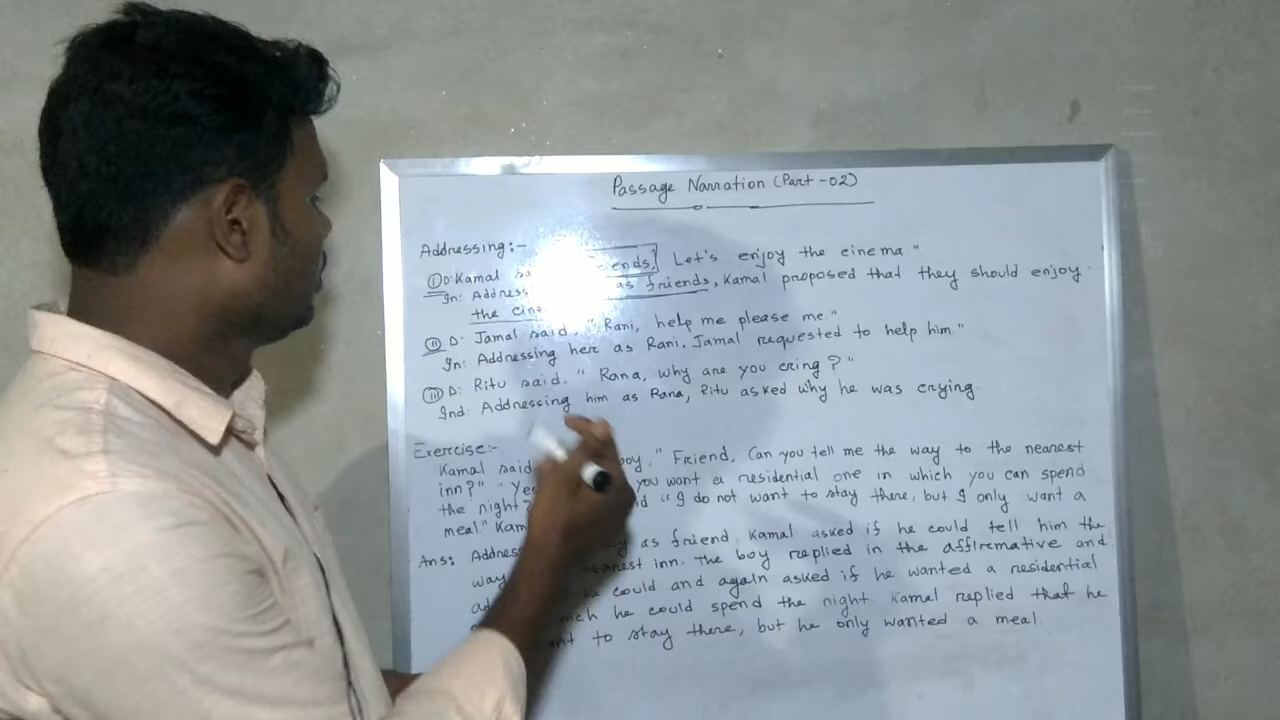 Passage Narration (Part-02)
Addressing:-
(i) D: Kamal iends, Let's enjoy the cinema"
In: as friends, Kamal proposed that they should enjoy
the
(ii) D: Jamal said, "Rani, help me please me."
In: Addressing her as Rani. Jamal requested to help him"
(iii) D: Ritu said. "Rana, why are you cring?"
Ind: Addressing him as Rana, Ritu asked why he was crying.
Exercise:-
Kamal said boy. "Friend, Can you tell me the way to the nearest
inn?" you want a residential one in which you can spend
the night? "I do not want to stay there, but I only want a
meal"
Ans: as friend, Kamal asked if he could tell him the
way inn. The boy replied in the affirmative and
he could and again asked if he wanted a residential
he could spend the night Kamal replied that he
to stay there, but he only wanted a meal.